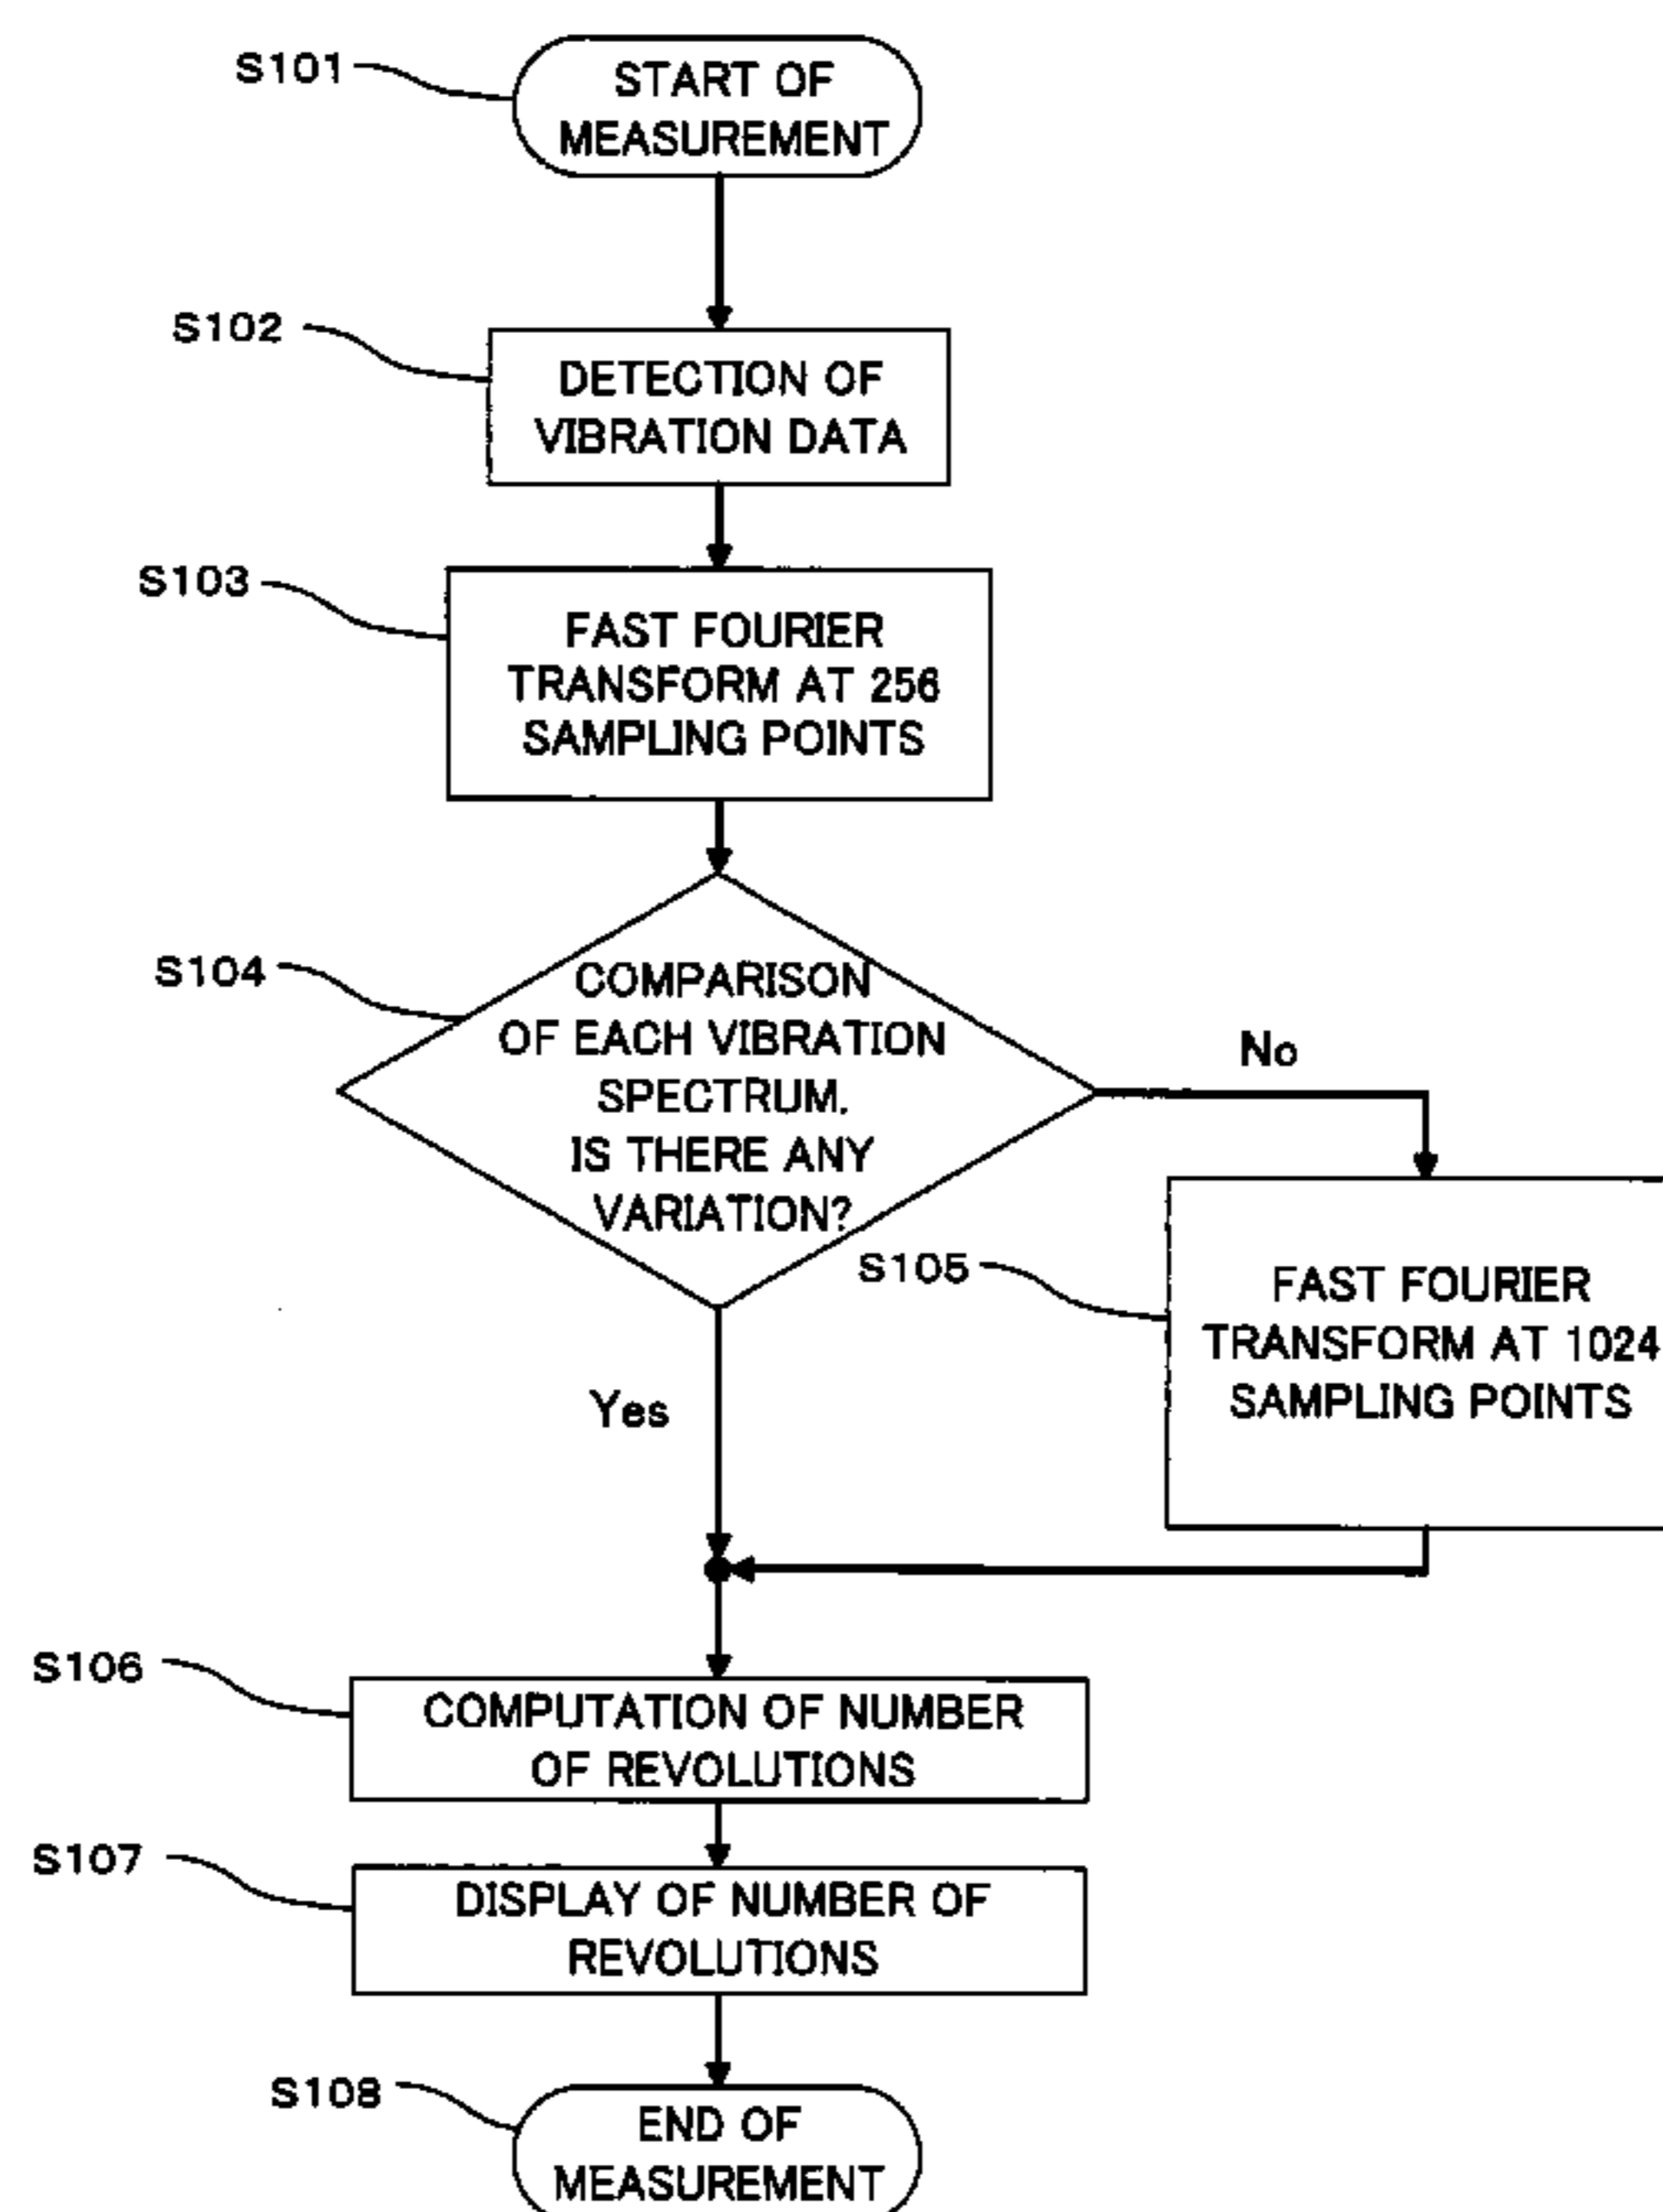 S101
START OF
MEASUREMENT
S102
DETECTION OF
VIBRATION DATA
S103
FAST FOURIER
TRANSFORM AT 256
SAMPLING POINTS
S104
COMPARISON
OF EACH VIBRATION
SPECTRUM.
IS THERE ANY
VARIATION?
No
S105
FAST FOURIER
TRANSFORM AT 1024
SAMPLING POINTS
Yes
S106
COMPUTATION OF NUMBER
OF REVOLUTIONS
S107
DISPLAY OF NUMBER OF
REVOLUTIONS
S108
END OF
MEASUREMENT